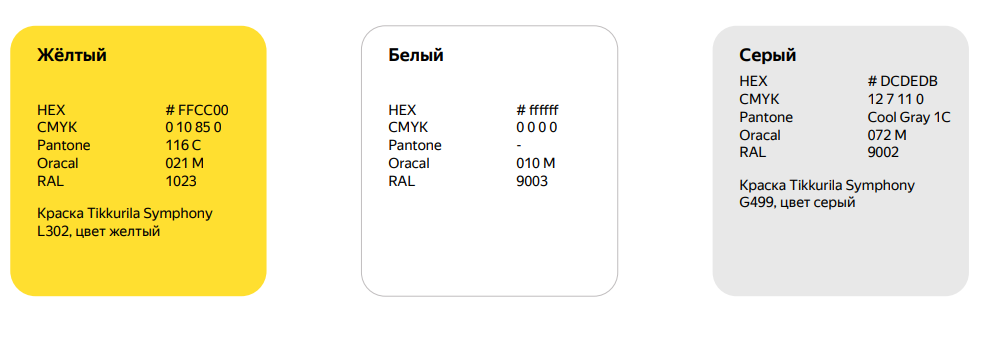 Жёлтый
HEX # FFCC00
CMYK 0 10 85 0
Pantone 116 C
Oracal 021 M
RAL 1023
Краска Tikkurila Symphony
L302, цвет желтый
Белый
HEX # ffffff
CMYK 0 0 0 0
Pantone -
Oracal 010 M
RAL 9003
Серый
HEX # DCDEDB
CMYK 12 7 11 0
Pantone Cool Gray 1C
Oracal 072 M
RAL 9002
Краска Tikkurila Symphony
G499, цвет серый